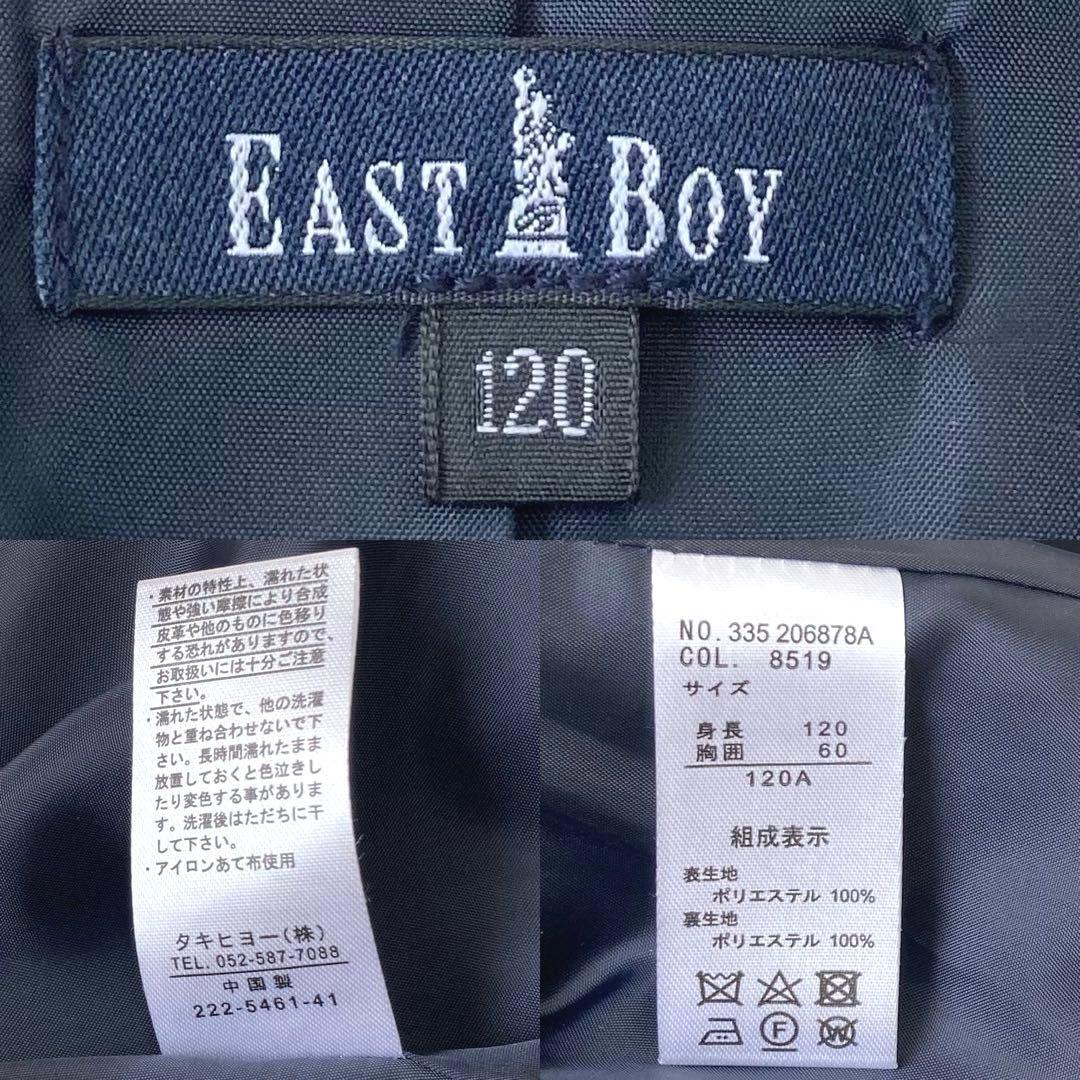 EAST BOY
120
・素材の特性上、濡れた状
態や強い摩擦により合成
皮革や他のものに色移り
する恐れがありますので、
お取扱いには十分ご注意
下さい。
・濡れた状態で、他の洗濯
物と重ね合わせないで下
さい。長時間濡れたまま
放置しておくと色泣きし
たり変色する事がありま
す。洗濯後はただちに干
して下さい。
・アイロンあて布使用
タキヒヨー(株)
TEL. 052-587-7088
中国製
222-5461-41
NO. 335 206878A
COL. 8519
サイズ
身長 120
胸囲 60
120A
組成表示
表生地
ポリエステル 100%
裏生地
ポリエステル 100%
F W